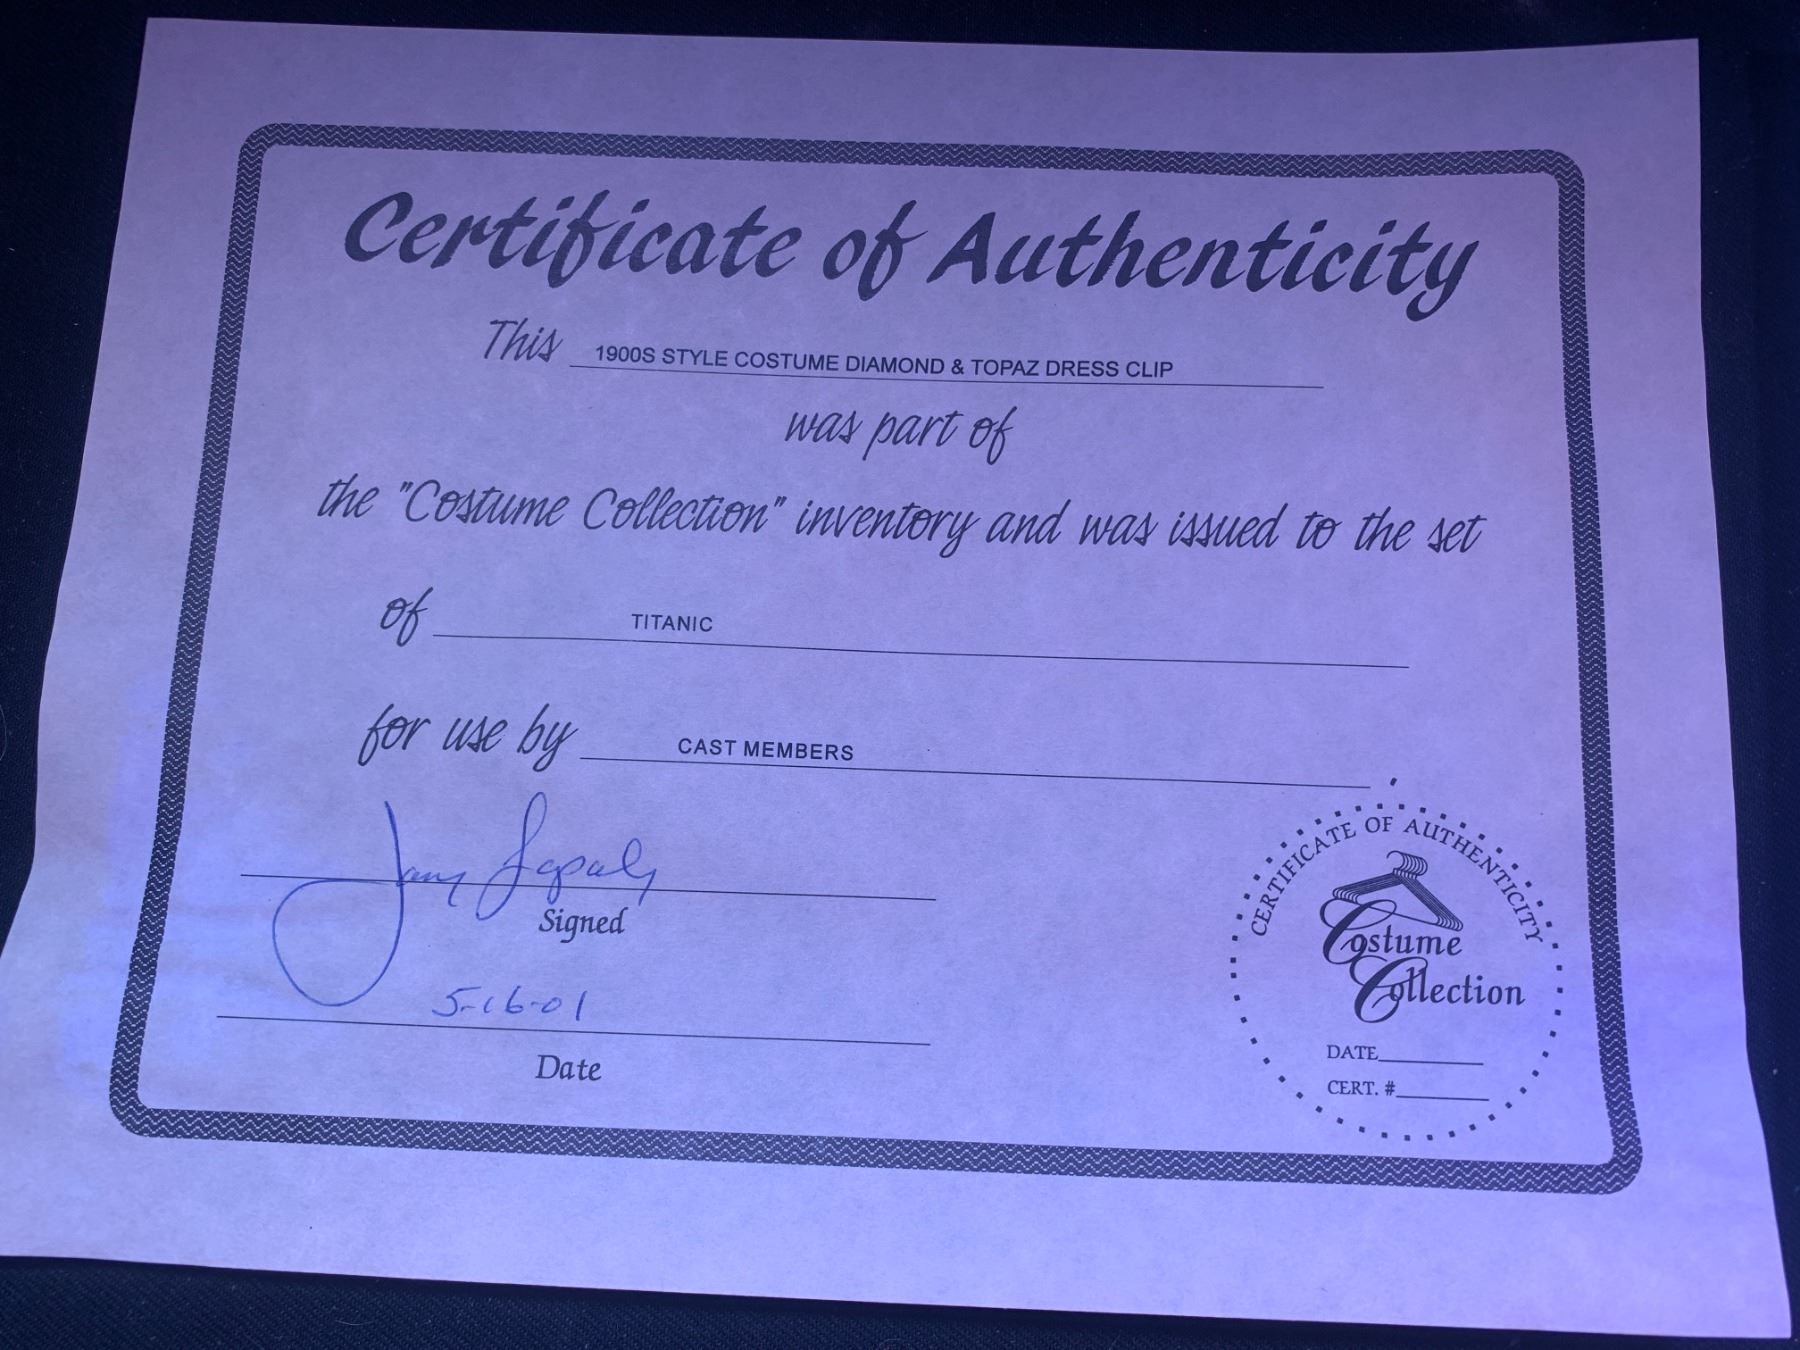 Certificate of Authenticity
This 1900S STYLE COSTUME DIAMOND & TOPAZ DRESS CLIP
was part of
the "Costume Collection" inventory and was issued to the set
of TITANIC
for use by CAST MEMBERS,
Signed
5-16-01
Date
CERTIFICATE OF AUTHENTICITY
Costume
Collection
DATE
CERT. #